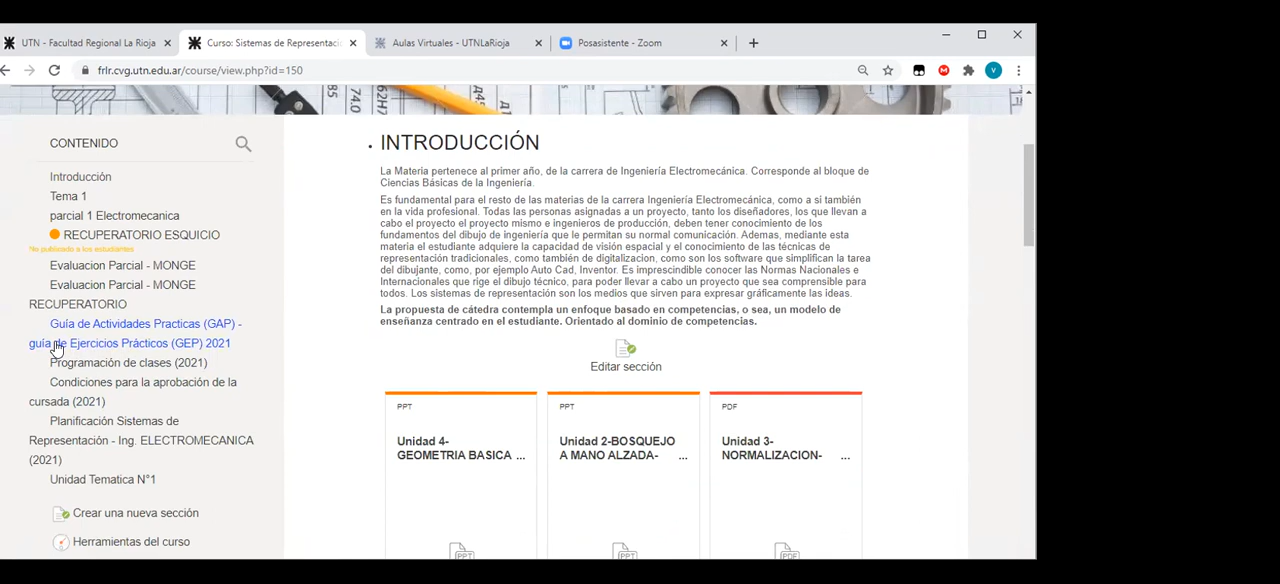 UTN - Facultad Regional La Rioja
Curso: Sistemas de Representació
Aulas Virtuales - UTNLaRioja
Posasistente - Zoom
frlr.cvg.utn.edu.ar/course/view.php?id=150
V
CONTENIDO
Introducción
Tema 1
parcial 1 Electromecanica
RECUPERATORIO ESQUICIO
No publicado a los estudiantes
Evaluacion Parcial - MONGE
Evaluacion Parcial - MONGE
RECUPERATORIO
Guía de Actividades Practicas (GAP) -
guía de Ejercicios Prácticos (GEP) 2021
Programación de clases (2021)
Condiciones para la aprobación de la
cursada (2021)
Planificación Sistemas de
Representación - Ing. ELECTROMECANICA
(2021)
Unidad Tematica N°1
Crear una nueva sección
Herramientas del curso
INTRODUCCIÓN
La Materia pertenece al primer año, de la carrera de Ingeniería Electromecánica. Corresponde al bloque de
Ciencias Básicas de la Ingeniería.
Es fundamental para el resto de las materias de la carrera Ingeniería Electromecánica, como a si también
en la vida profesional. Todas las personas asignadas a un proyecto, tanto los diseñadores, los que llevan a
cabo el proyecto el proyecto mismo e ingenieros de producción, deben tener conocimiento de los
fundamentos del dibujo de ingeniería que le permitan su normal comunicación. Ademas, mediante esta
materia el estudiante adquiere la capacidad de visión espacial y el conocimiento de las técnicas de
representación tradicionales, como también de digitalizacion, como son los software que simplifican la tarea
del dibujante, como, por ejemplo Auto Cad, Inventor. Es imprescindible conocer las Normas Nacionales e
Internacionales que rige el dibujo técnico, para poder llevar a cabo un proyecto que sea comprensible para
todos. Los sistemas de representación son los medios que sirven para expresar gráficamente las ideas.
La propuesta de cátedra contempla un enfoque basado en competencias, o sea, un modelo de
enseñanza centrado en el estudiante. Orientado al dominio de competencias.
Editar sección
PPT
Unidad 4-
GEOMETRIA BASICA ...
PPT
PPT
Unidad 2-BOSQUEJO
A MANO ALZADA- ...
PPT
PDF
Unidad 3-
NORMALIZACION- ...
PDF